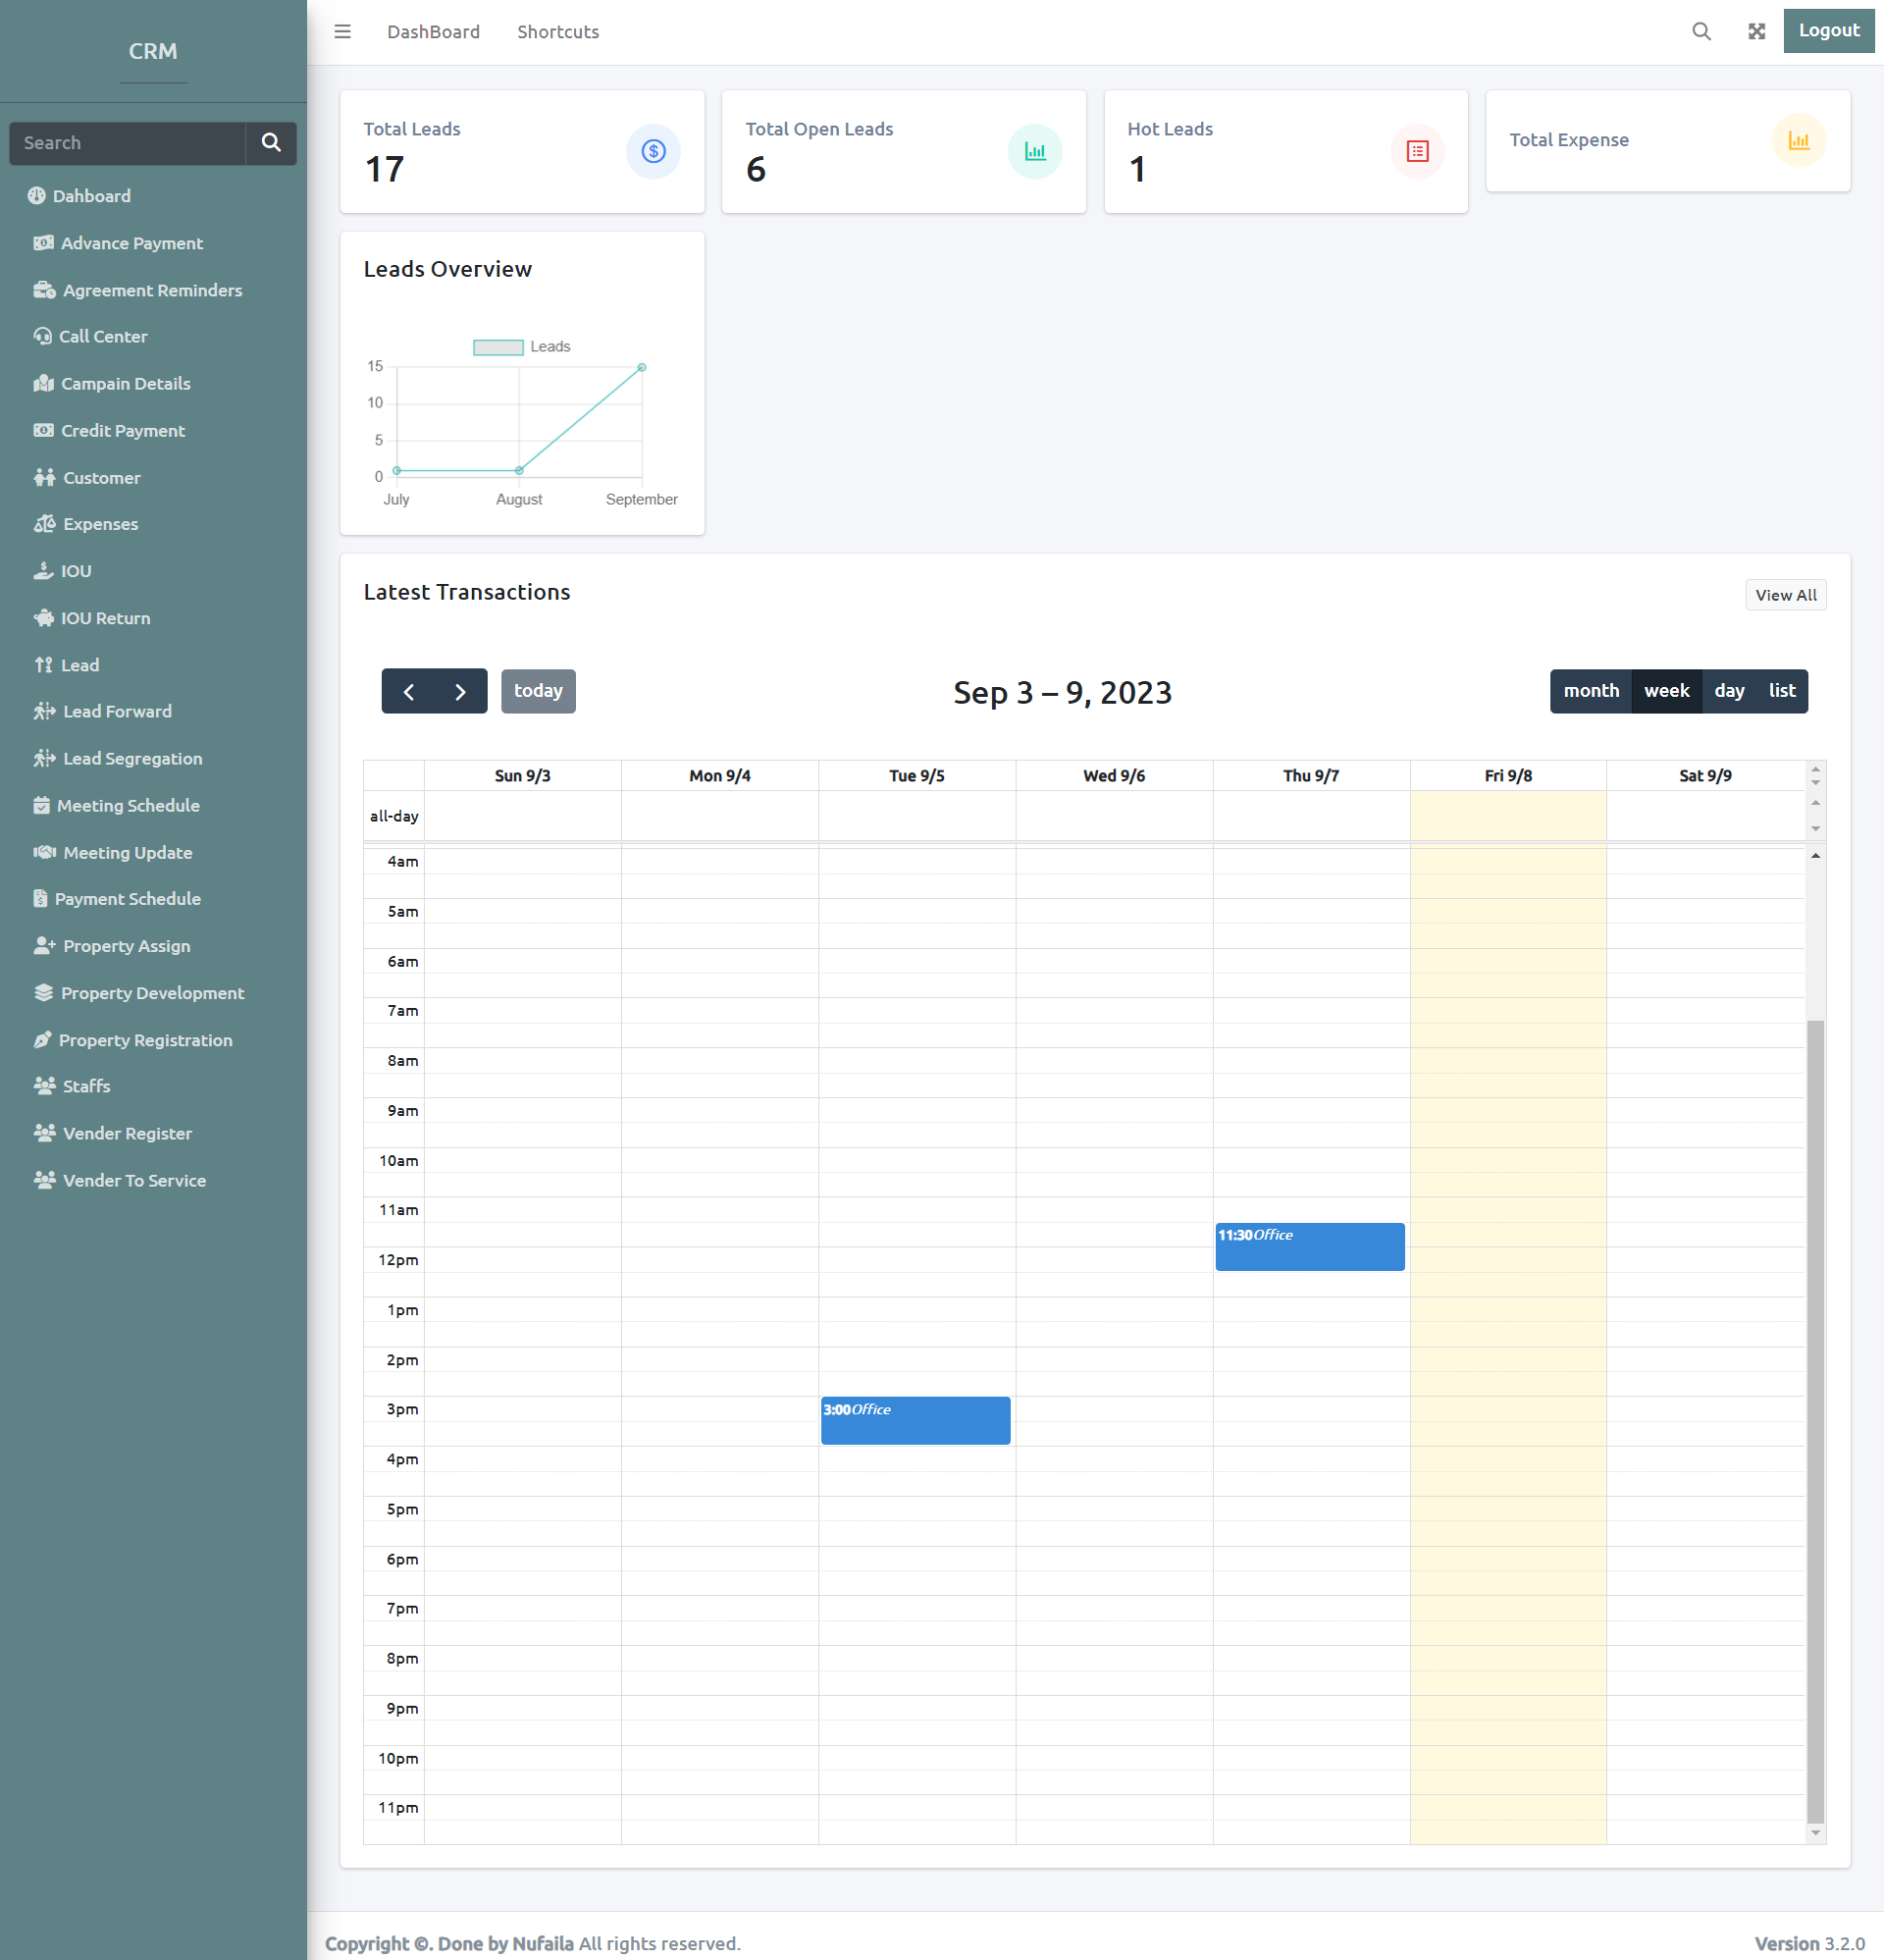 CRM
DashBoard
Shortcuts
Logout
Search
Dahboard
Advance Payment
Agreement Reminders
Call Center
Campain Details
Credit Payment
Customer
Expenses
IOU
IOU Return
Lead
Lead Forward
Lead Segregation
Meeting Schedule
Meeting Update
Payment Schedule
Property Assign
Property Development
Property Registration
Staffs
Vender Register
Vender To Service
Total Leads
17
Total Open Leads
6
Hot Leads
1
Total Expense
Leads Overview
Leads
15
10
5
0
July August September
Latest Transactions
View All
today
Sep 3 – 9, 2023
month week day list
Sun 9/3 Mon 9/4 Tue 9/5 Wed 9/6 Thu 9/7 Fri 9/8 Sat 9/9
all-day
4am
5am
6am
7am
8am
9am
10am
11am
11:30 Office
12pm
1pm
2pm
3pm
3:00 Office
4pm
5pm
6pm
7pm
8pm
9pm
10pm
11pm
Copyright ©. Done by Nufaila All rights reserved.
Version 3.2.0